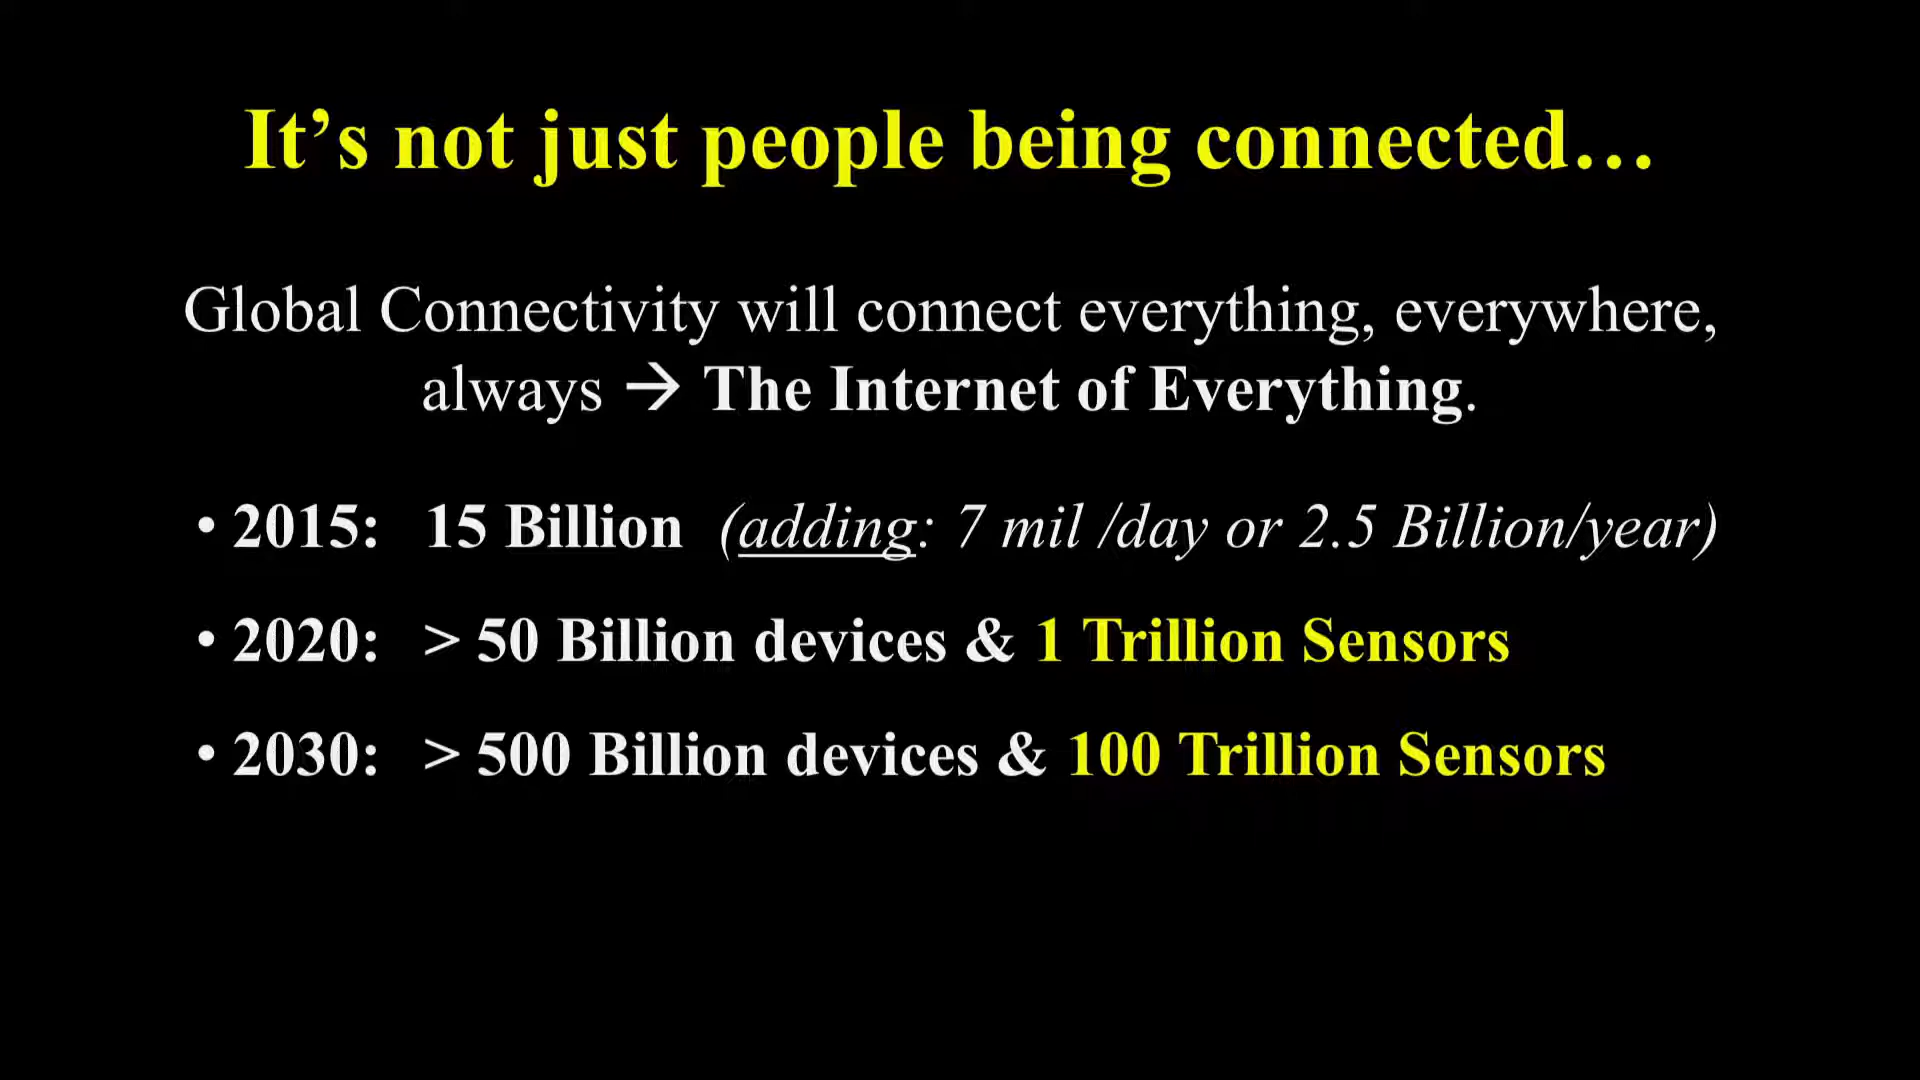 It’s not just people being connected…
Global Connectivity will connect everything, everywhere,
always → The Internet of Everything.
• 2015: 15 Billion (adding: 7 mil /day or 2.5 Billion/year)
• 2020: > 50 Billion devices & 1 Trillion Sensors
• 2030: > 500 Billion devices & 100 Trillion Sensors